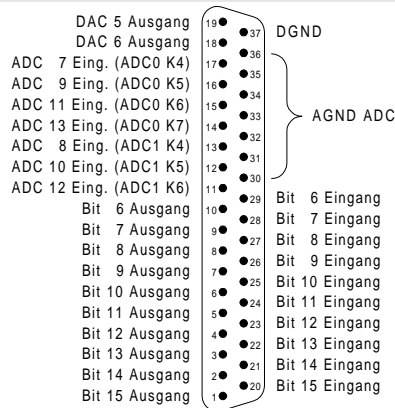 DAC 5 Ausgang 19
DAC 6 Ausgang 18
ADC 7 Eing. (ADC0 K4) 17
ADC 9 Eing. (ADC0 K5) 16
ADC 11 Eing. (ADC0 K6) 15
ADC 13 Eing. (ADC0 K7) 14
ADC 8 Eing. (ADC1 K4) 13
ADC 10 Eing. (ADC1 K5) 12
ADC 12 Eing. (ADC1 K6) 11
Bit 6 Ausgang 10
Bit 7 Ausgang 9
Bit 8 Ausgang 8
Bit 9 Ausgang 7
Bit 10 Ausgang 6
Bit 11 Ausgang 5
Bit 12 Ausgang 4
Bit 13 Ausgang 3
Bit 14 Ausgang 2
Bit 15 Ausgang 1
37 DGND
36
35
34
33 AGND ADC
32
31
30
29 Bit 6 Eingang
28 Bit 7 Eingang
27 Bit 8 Eingang
26 Bit 9 Eingang
25 Bit 10 Eingang
24 Bit 11 Eingang
23 Bit 12 Eingang
22 Bit 13 Eingang
21 Bit 14 Eingang
20 Bit 15 Eingang